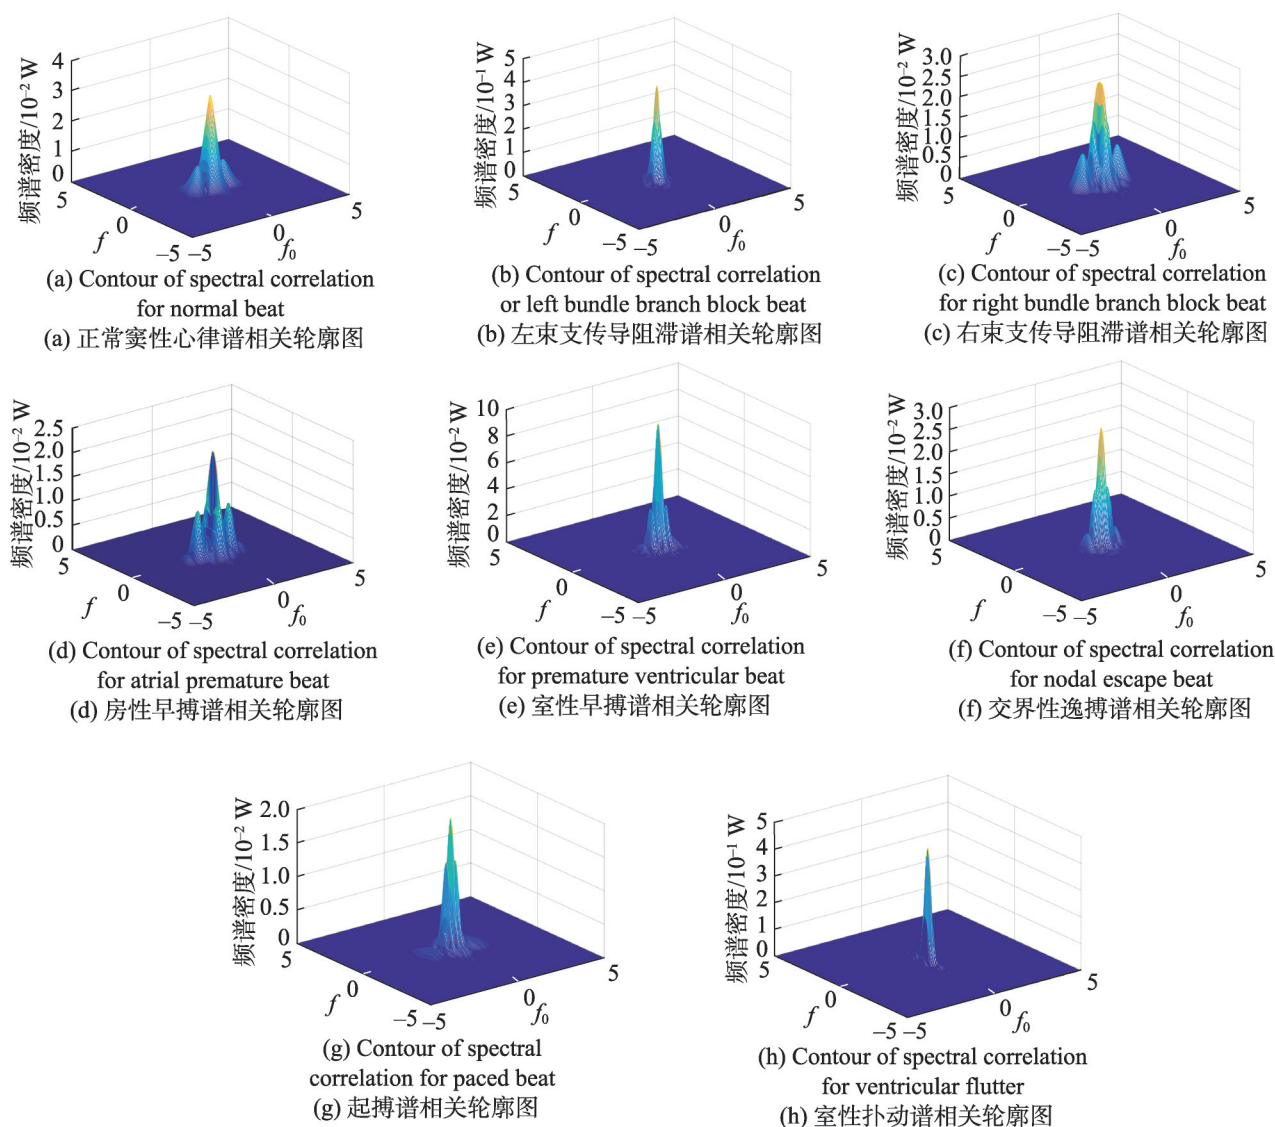 频谱密度/10⁻² W
4
3
2
1
0
5
0
f
−5
−5
0
f₀
5
(a) Contour of spectral correlation
for normal beat
(a) 正常窦性心律谱相关轮廓图
频谱密度/10⁻¹ W
5
4
3
2
1
0
5
0
f
−5
−5
0
f₀
5
(b) Contour of spectral correlation
or left bundle branch block beat
(b) 左束支传导阻滞谱相关轮廓图
频谱密度/10⁻² W
3.0
2.5
2.0
1.5
1.0
0.5
0
5
0
f
−5
−5
0
f₀
5
(c) Contour of spectral correlation
for right bundle branch block beat
(c) 右束支传导阻滞谱相关轮廓图
频谱密度/10⁻² W
2.5
2.0
1.5
1.0
0.5
0
5
0
f
−5
−5
0
f₀
5
(d) Contour of spectral correlation
for atrial premature beat
(d) 房性早搏谱相关轮廓图
频谱密度/10⁻² W
10
8
6
4
2
0
5
0
f
−5
−5
0
f₀
5
(e) Contour of spectral correlation
for premature ventricular beat
(e) 室性早搏谱相关轮廓图
频谱密度/10⁻² W
3.0
2.5
2.0
1.5
1.0
0.5
0
5
0
f
−5
−5
0
f₀
5
(f) Contour of spectral correlation
for nodal escape beat
(f) 交界性逸搏谱相关轮廓图
频谱密度/10⁻² W
2.0
1.5
1.0
0.5
0
5
0
f
−5
−5
0
f₀
5
(g) Contour of spectral
correlation for paced beat
(g) 起搏谱相关轮廓图
频谱密度/10⁻¹ W
5
4
3
2
1
0
5
0
f
−5
−5
0
f₀
5
(h) Contour of spectral correlation
for ventricular flutter
(h) 室性扑动谱相关轮廓图